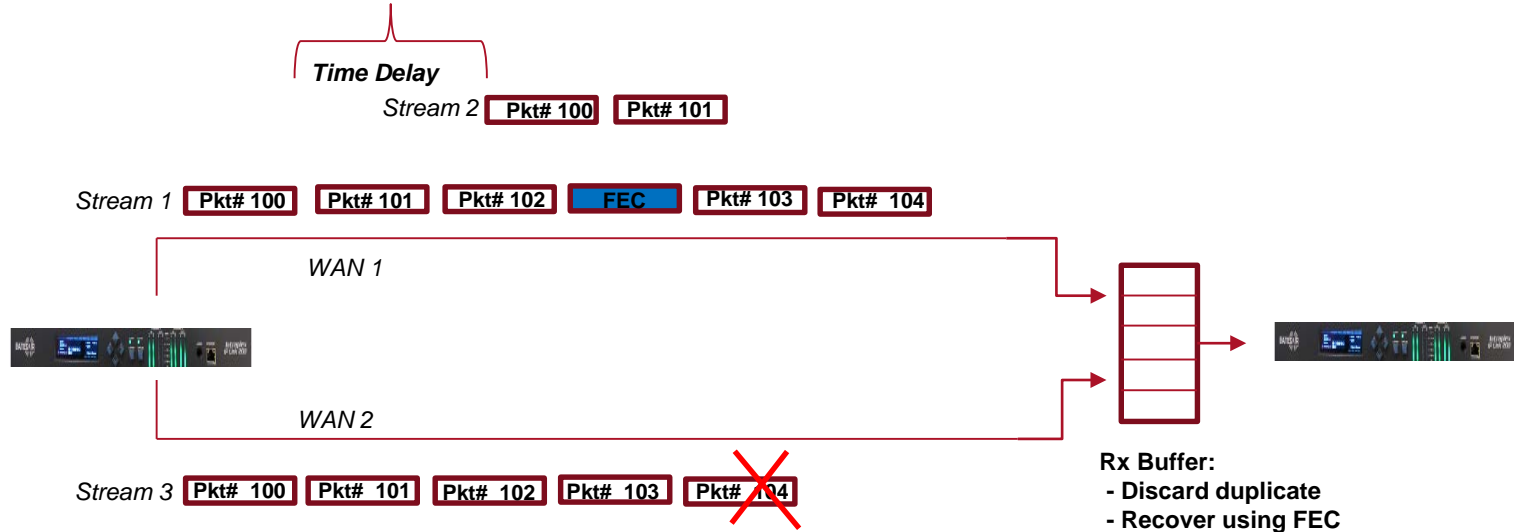 Time Delay
Stream 2 Pkt# 100 Pkt# 101
Stream 1 Pkt# 100 Pkt# 101 Pkt# 102 FEC Pkt# 103 Pkt# 104
WAN 1
WAN 2
Stream 3 Pkt# 100 Pkt# 101 Pkt# 102 Pkt# 103 Pkt# 104
Rx Buffer:
- Discard duplicate
- Recover using FEC